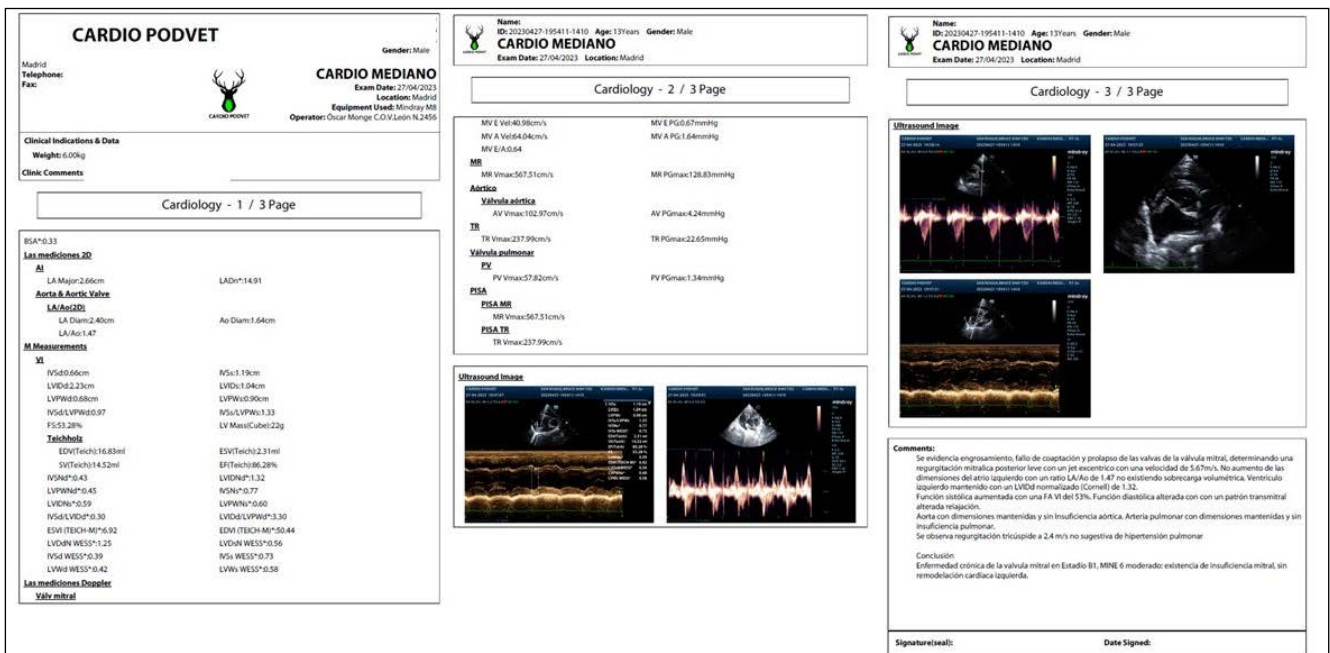 CARDIO PODVET
Gender: Male
Madrid
Telephone:
Fax:
CARDIO PODVET
CARDIO MEDIANO
Exam Date: 27/04/2023
Location: Madrid
Equipment Used: Mindray M8
Operator: Óscar Monge C.O.V.León N.2456
Clinical Indications & Data
Weight: 6.00kg
Clinic Comments
Cardiology - 1 / 3 Page
BSA*:0.33
Las mediciones 2D
AI
LA Major:2.66cm LADn*:14.91
Aorta & Aortic Valve
LA/Ao(2D)
LA Diam:2.40cm Ao Diam:1.64cm
LA/Ao:1.47
M Measurements
VI
IVSd:0.66cm IVSs:1.19cm
LVIDd:2.23cm LVIDs:1.04cm
LVPWd:0.68cm LVPWs:0.90cm
IVSd/LVPWd:0.97 IVSs/LVPWs:1.33
FS:53.28% LV Mass(Cube):22g
Teichholz
EDV(Teich):16.83ml ESV(Teich):2.31ml
SV(Teich):14.52ml EF(Teich):86.28%
IVSNd*:0.43 LVIDNd*:1.32
LVPWNd*:0.45 IVSNs*:0.77
LVIDNs*:0.59 LVPWNs*:0.60
IVSd/LVIDd*:0.30 LVIDd/LVPWd*:3.30
ESVI (TEICH-M)*:6.92 EDVI (TEICH-M)*:50.44
LVDdN WESS*:1.25 LVDsN WESS*:0.56
IVSd WESS*:0.39 IVSs WESS*:0.73
LVWd WESS*:0.42 LVWs WESS*:0.58
Las mediciones Doppler
Válv mitral
Name:
ID: 20230427-195411-1410 Age: 13Years Gender: Male
CARDIO MEDIANO
CARDIO PODVET
Exam Date: 27/04/2023 Location: Madrid
Cardiology - 2 / 3 Page
MV E Vel:40.98cm/s MV E PG:0.67mmHg
MV A Vel:64.04cm/s MV A PG:1.64mmHg
MV E/A:0.64
MR
MR Vmax:567.51cm/s MR PGmax:128.83mmHg
Aórtico
Válvula aórtica
AV Vmax:102.97cm/s AV PGmax:4.24mmHg
TR
TR Vmax:237.99cm/s TR PGmax:22.65mmHg
Válvula pulmonar
PV
PV Vmax:57.82cm/s PV PGmax:1.34mmHg
PISA
PISA MR
MR Vmax:567.51cm/s
PISA TR
TR Vmax:237.99cm/s
Ultrasound Image
mindray
Name:
ID: 20230427-195411-1410 Age: 13Years Gender: Male
CARDIO MEDIANO
CARDIO PODVET
Exam Date: 27/04/2023 Location: Madrid
Cardiology - 3 / 3 Page
Ultrasound Image
mindray
mindray
mindray
Comments:
Se evidencia engrosamiento, fallo de coaptación y prolapso de las valvas de la válvula mitral, determinando una
regurgitación mitralica posterior leve con un jet excentrico con una velocidad de 5.67m/s. No aumento de las
dimensiones del atrio izquierdo con un ratio LA/Ao de 1.47 no existiendo sobrecarga volumétrica. Ventriculo
izquierdo mantenido con un LVIDd normalizado (Cornell) de 1.32.
Función sistólica aumentada con una FA VI del 53%. Función diastólica alterada con con un patrón transmitral
alterada relajación.
Aorta con dimensiones mantenidas y sin Insuficiencia aórtica. Arteria pulmonar con dimensiones mantenidas y sin
insuficiencia pulmonar.
Se observa regurgitación tricúspide a 2.4 m/s no sugestiva de hipertensión pulmonar
Conclusión
Enfermedad crónica de la valvula mitral en Estadio B1, MINE 6 moderado: existencia de insuficiencia mitral, sin
remodelación cardíaca izquierda.
Signature(seal): Date Signed: